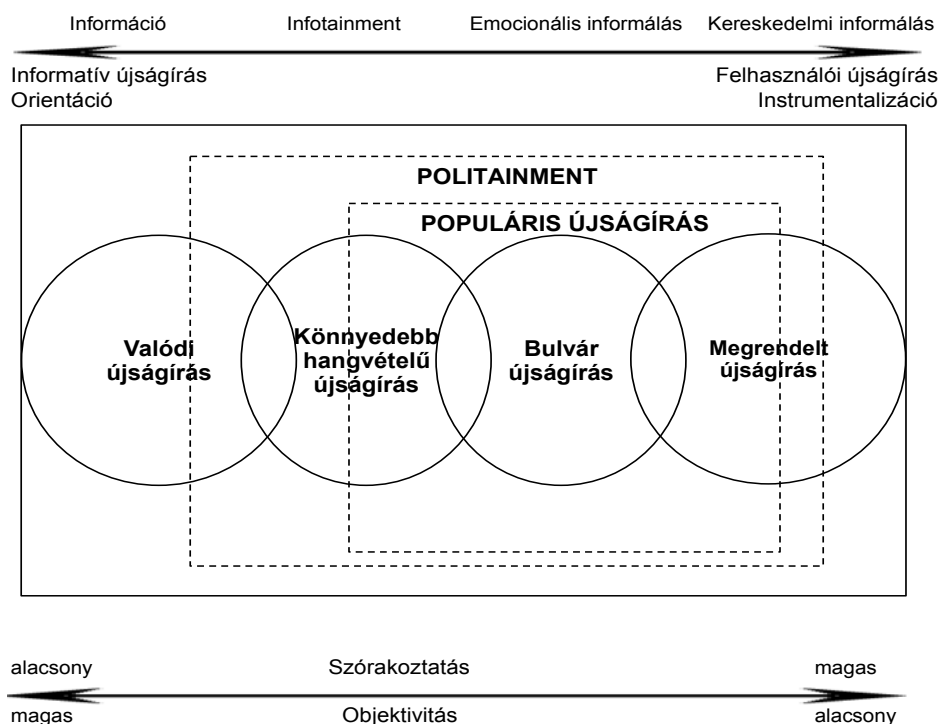 Információ Infotainment Emocionális informálás Kereskedelmi informálás
Informatív újságírás Felhasználói újságírás
Orientáció Instrumentalizáció
POLITAINMENT
POPULÁRIS ÚJSÁGÍRÁS
Valódi
újságírás
Könnyedebb
hangvételű
újságírás
Bulvár
újságírás
Megrendelt
újságírás
alacsony Szórakoztatás magas
magas Objektivitás alacsony